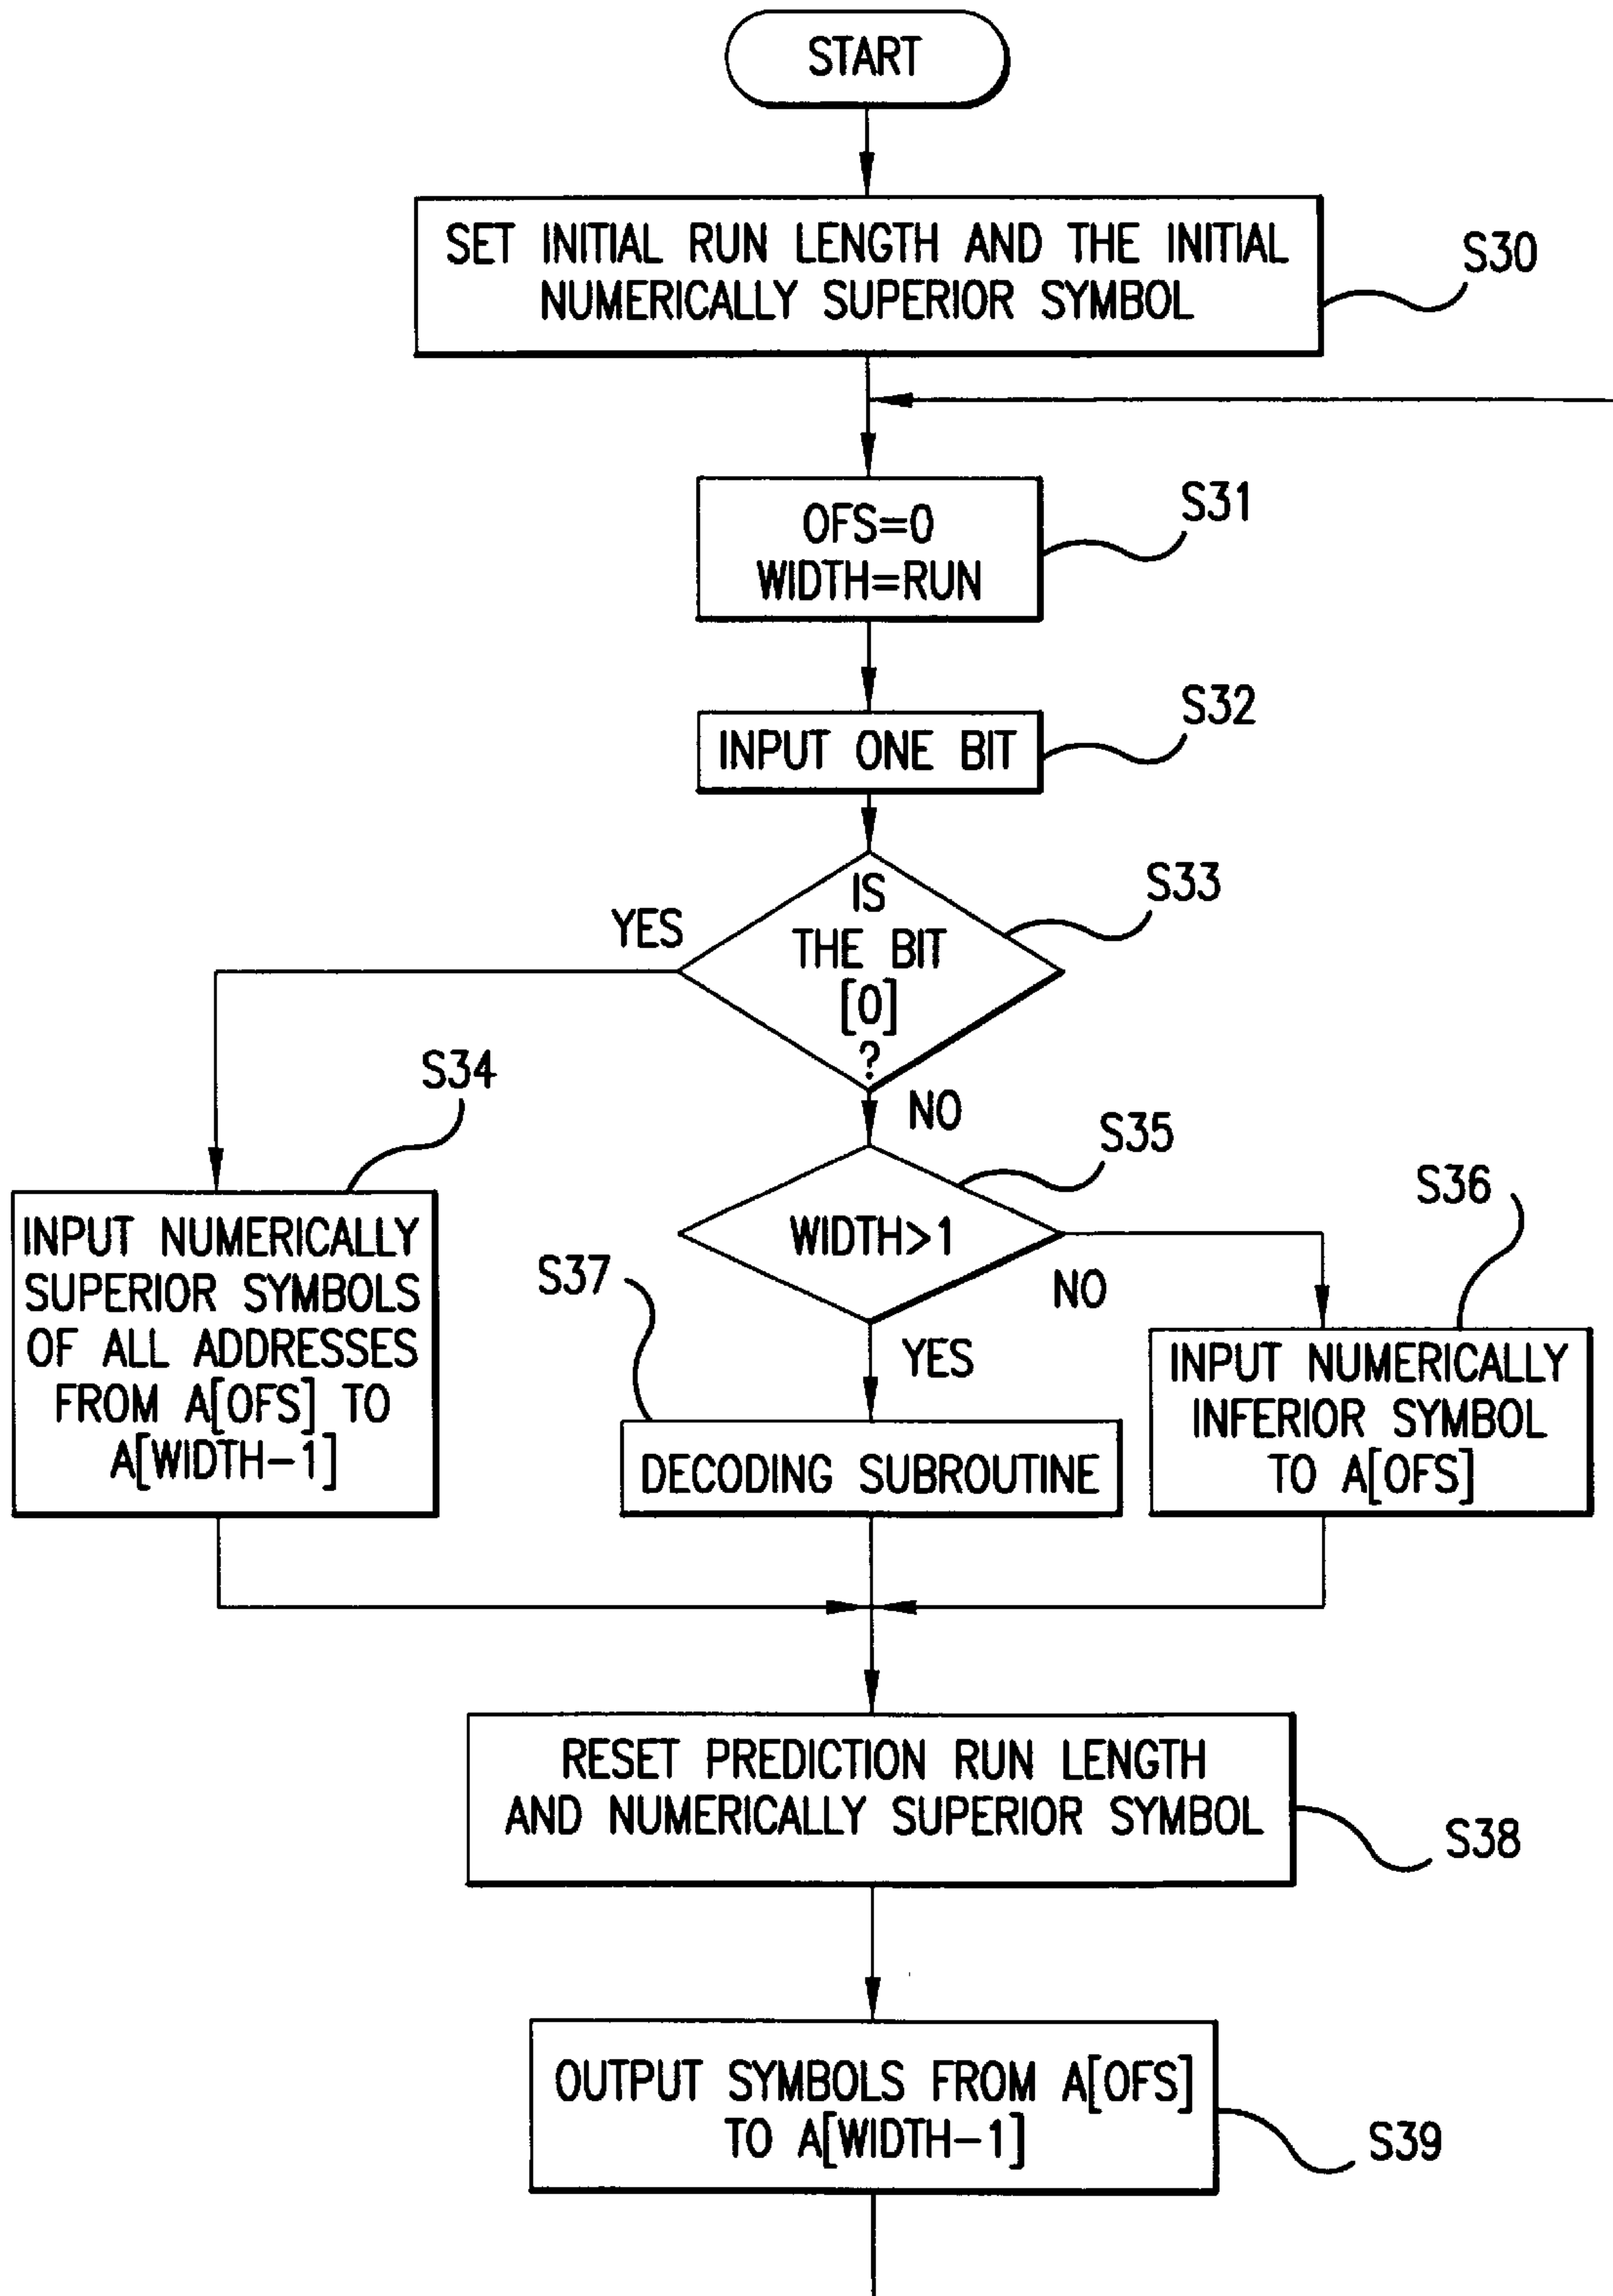 START
SET INITIAL RUN LENGTH AND THE INITIAL
NUMERICALLY SUPERIOR SYMBOL
S30
OFS=0
WIDTH=RUN
S31
INPUT ONE BIT
S32
IS
THE BIT
[0]
?
S33
YES
NO
S34
INPUT NUMERICALLY
SUPERIOR SYMBOLS
OF ALL ADDRESSES
FROM A[OFS] TO
A[WIDTH-1]
WIDTH>1
S35
NO
YES
S36
INPUT NUMERICALLY
INFERIOR SYMBOL
TO A[OFS]
S37
DECODING SUBROUTINE
RESET PREDICTION RUN LENGTH
AND NUMERICALLY SUPERIOR SYMBOL
S38
OUTPUT SYMBOLS FROM A[OFS]
TO A[WIDTH-1]
S39